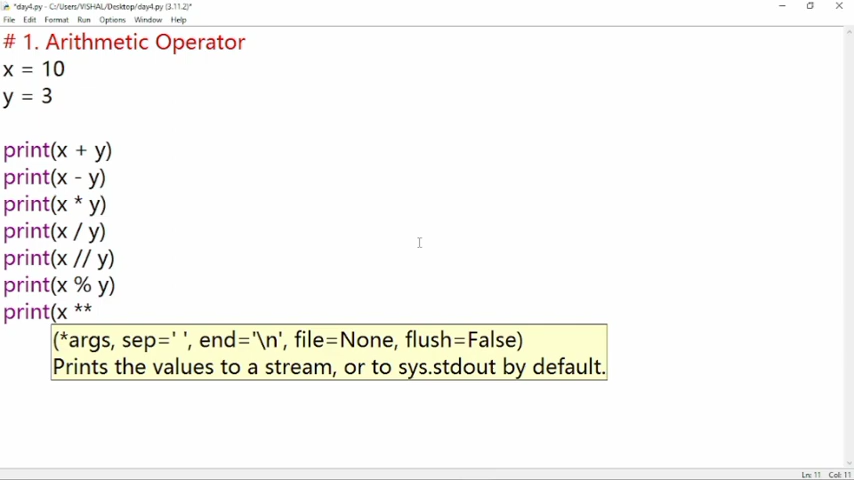 *day4.py - C:/Users/VISHAL/Desktop/day4.py (3.11.2)*
File Edit Format Run Options Window Help
# 1. Arithmetic Operator
x = 10
y = 3
print(x + y)
print(x - y)
print(x * y)
print(x / y)
print(x // y)
print(x % y)
print(x **
(*args, sep=' ', end='\n', file=None, flush=False)
Prints the values to a stream, or to sys.stdout by default.
Ln: 11 Col: 11